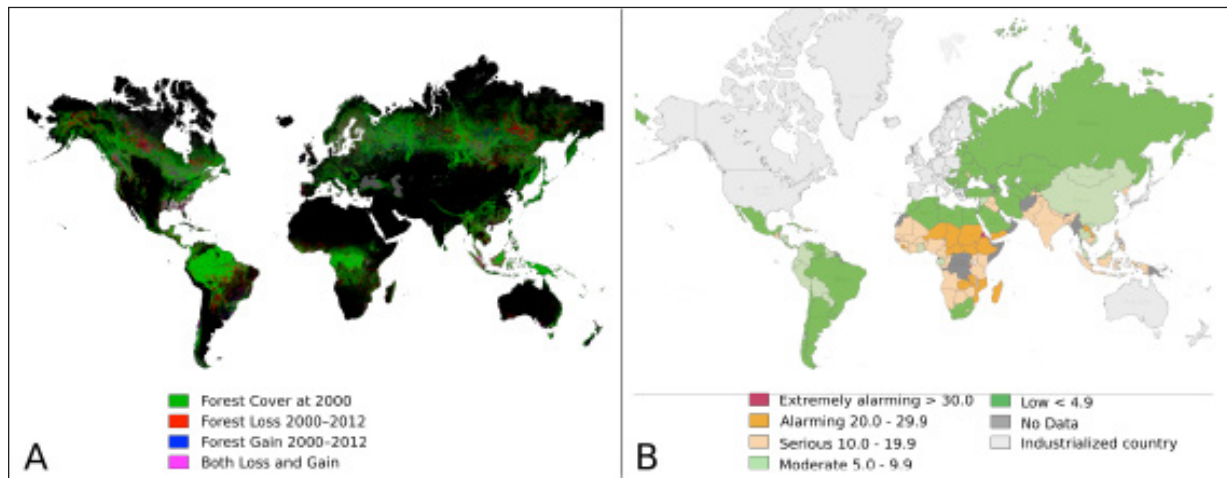 Forest Cover at 2000
Forest Loss 2000–2012
Forest Gain 2000–2012
Both Loss and Gain
A
Extremely alarming > 30.0
Alarming 20.0 - 29.9
Serious 10.0 - 19.9
Moderate 5.0 - 9.9
Low < 4.9
No Data
Industrialized country
B